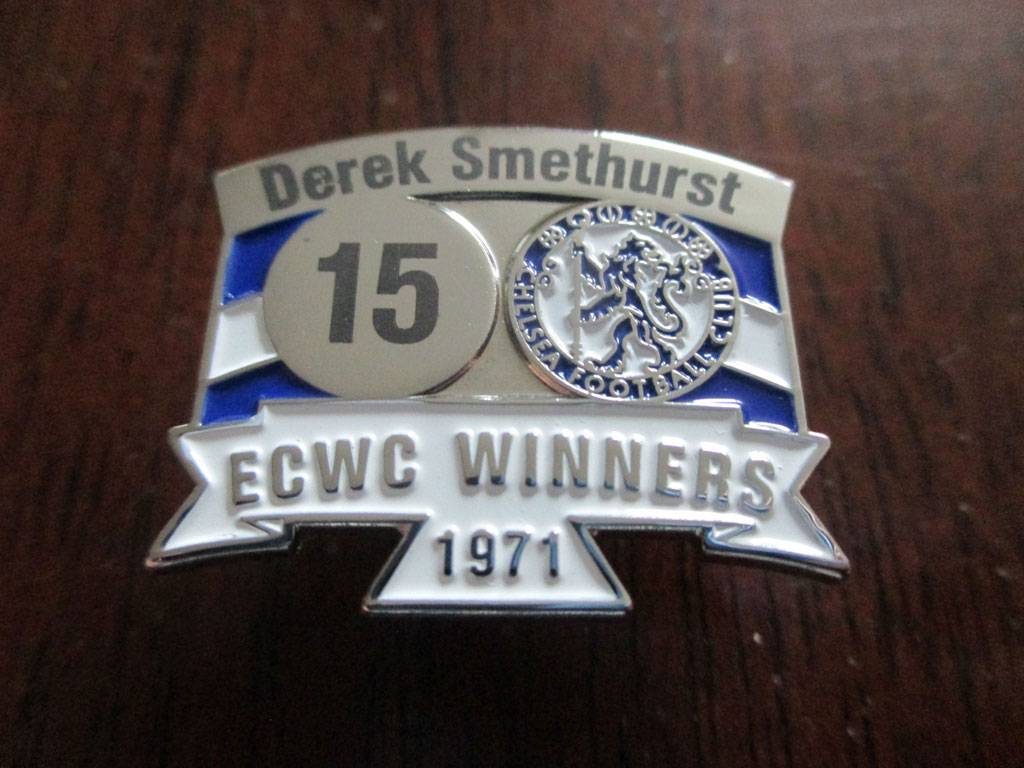 Derek Smethurst
15
CHELSEA FOOTBALL CLUB
ECWC WINNERS
1971